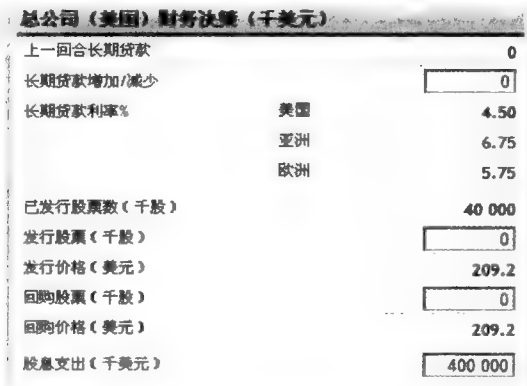 总公司（美国）财务决策（千美元）
上一回合长期贷款 0
长期贷款增加/减少 0
长期贷款利率% 美国 4.50
亚洲 6.75
欧洲 5.75
已发行股票数（千股） 40 000
发行股票（千股） 0
发行价格（美元） 209.2
回购股票（千股） 0
回购价格（美元） 209.2
股息支出（千美元） 400 000